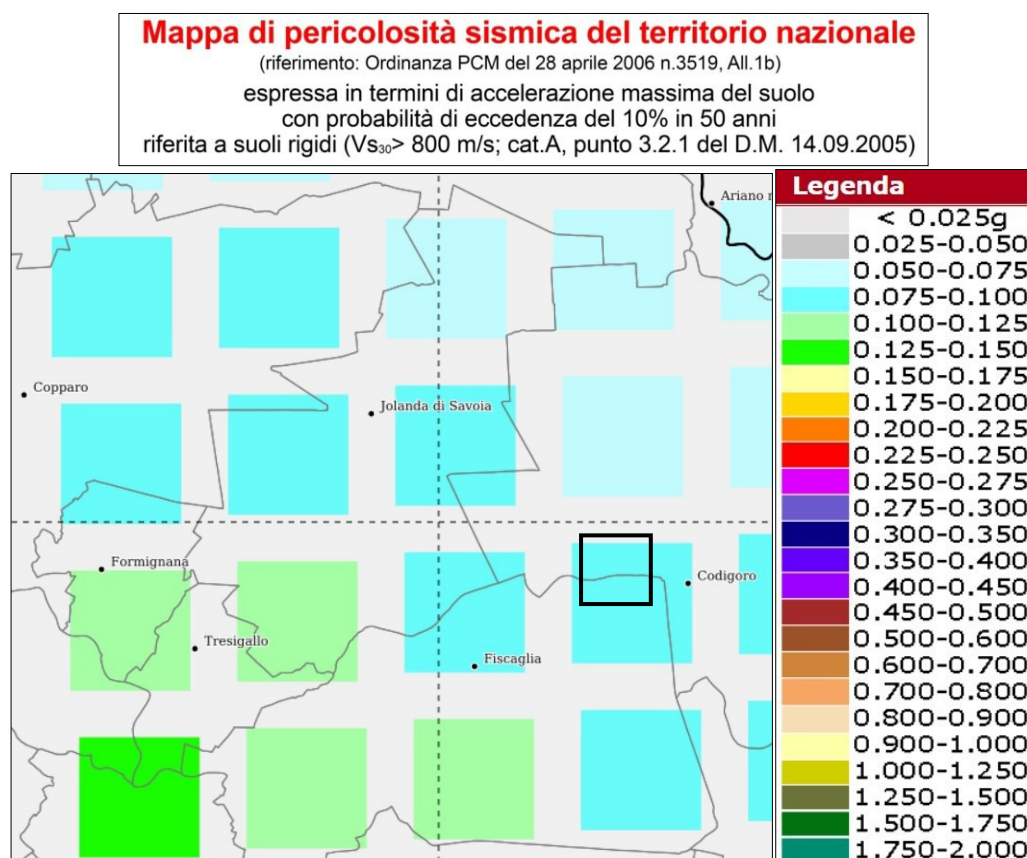 Mappa di pericolosità sismica del territorio nazionale
(riferimento: Ordinanza PCM del 28 aprile 2006 n.3519, All.1b)
espressa in termini di accelerazione massima del suolo
con probabilità di eccedenza del 10% in 50 anni
riferita a suoli rigidi (Vs30> 800 m/s; cat.A, punto 3.2.1 del D.M. 14.09.2005)
Ariano
Copparo
Jolanda di Savoia
Formignana
Codigoro
Tresigallo
Fiscaglia
Legenda
< 0.025g
0.025-0.050
0.050-0.075
0.075-0.100
0.100-0.125
0.125-0.150
0.150-0.175
0.175-0.200
0.200-0.225
0.225-0.250
0.250-0.275
0.275-0.300
0.300-0.350
0.350-0.400
0.400-0.450
0.450-0.500
0.500-0.600
0.600-0.700
0.700-0.800
0.800-0.900
0.900-1.000
1.000-1.250
1.250-1.500
1.500-1.750
1.750-2.000